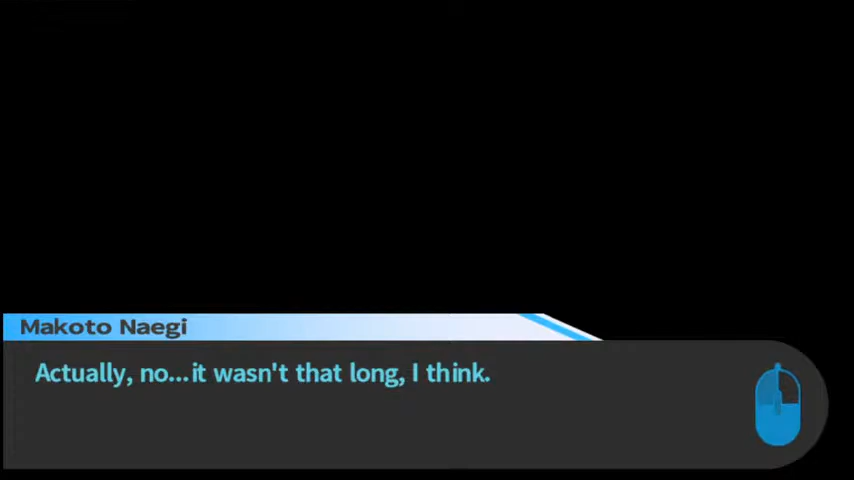 Makoto Naegi
Actually, no...it wasn't that long, I think.